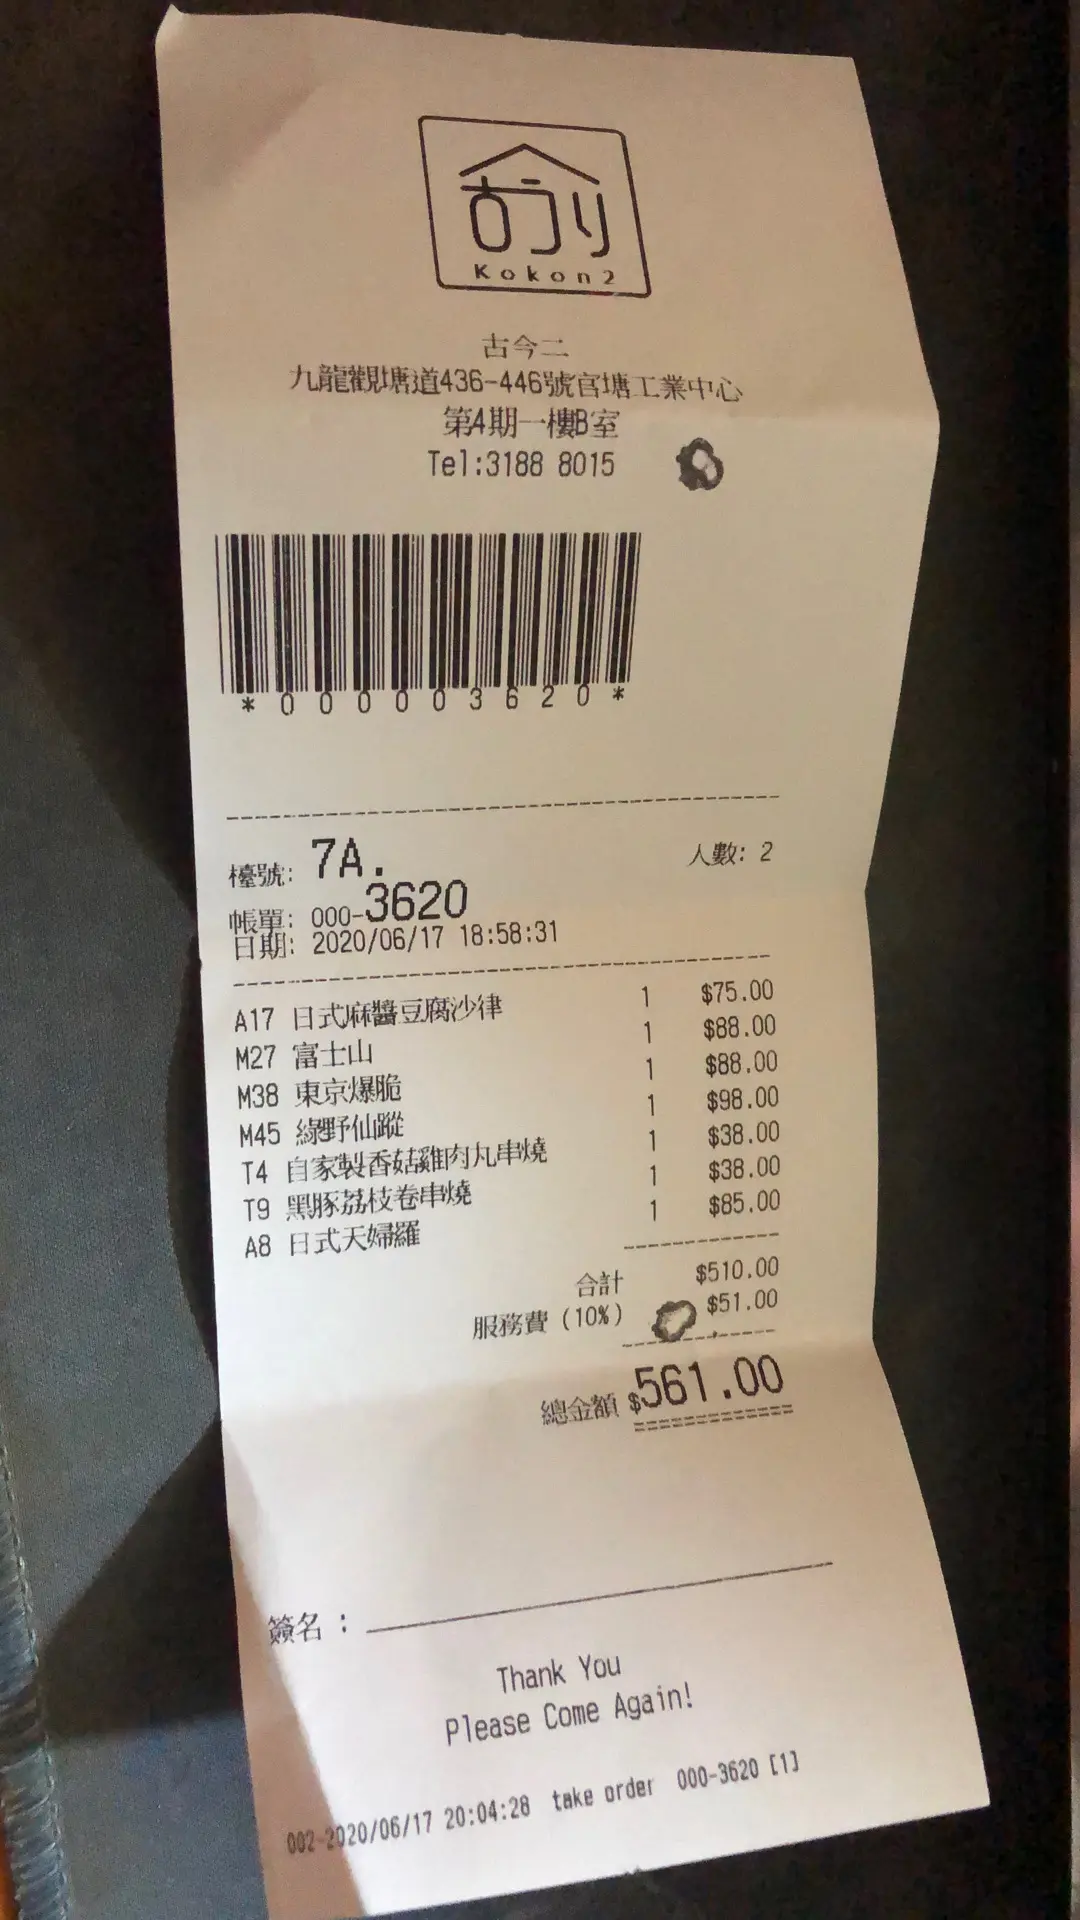 Kokon2
古今二
九龍觀塘道436-446號官塘工業中心
第4期一樓B室
Tel:3188 8015
*00003620*
檯號: 7A. 人數: 2
帳單: 000-3620
日期: 2020/06/17 18:58:31
A17 日式麻醬豆腐沙律 1 $75.00
M27 富士山 1 $88.00
M38 東京爆脆 1 $88.00
M45 綠野仙蹤 1 $98.00
T4 自家製香菇雞肉丸串燒 1 $38.00
T9 黑豚荔枝卷串燒 1 $38.00
A8 日式天婦羅 1 $85.00
合計 $510.00
服務費 (10%) $51.00
總金額 $561.00
簽名 :
Thank You
Please Come Again!
002-2020/06/17 20:04:28 take order 000-3620 [1]